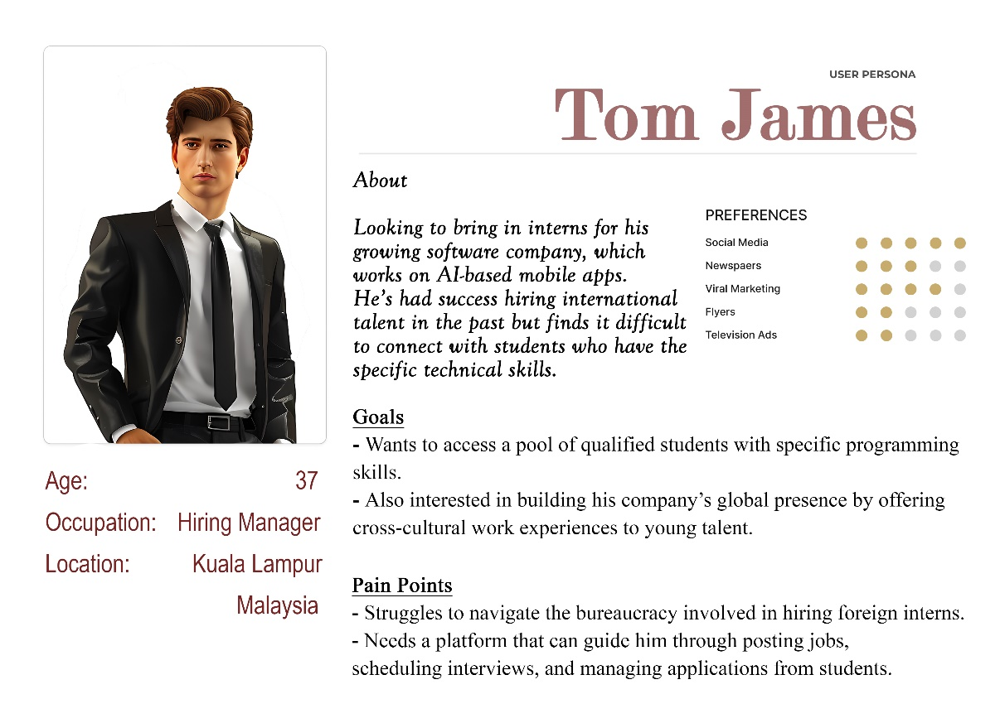 USER PERSONA
Tom James
About
Looking to bring in interns for his
growing software company, which
works on AI-based mobile apps.
He’s had success hiring international
talent in the past but finds it difficult
to connect with students who have the
specific technical skills.
PREFERENCES
Social Media
Newspaers
Viral Marketing
Flyers
Television Ads
Goals
- Wants to access a pool of qualified students with specific programming
skills.
- Also interested in building his company’s global presence by offering
cross-cultural work experiences to young talent.
Pain Points
- Struggles to navigate the bureaucracy involved in hiring foreign interns.
- Needs a platform that can guide him through posting jobs,
scheduling interviews, and managing applications from students.
Age: 37
Occupation: Hiring Manager
Location: Kuala Lampur
Malaysia